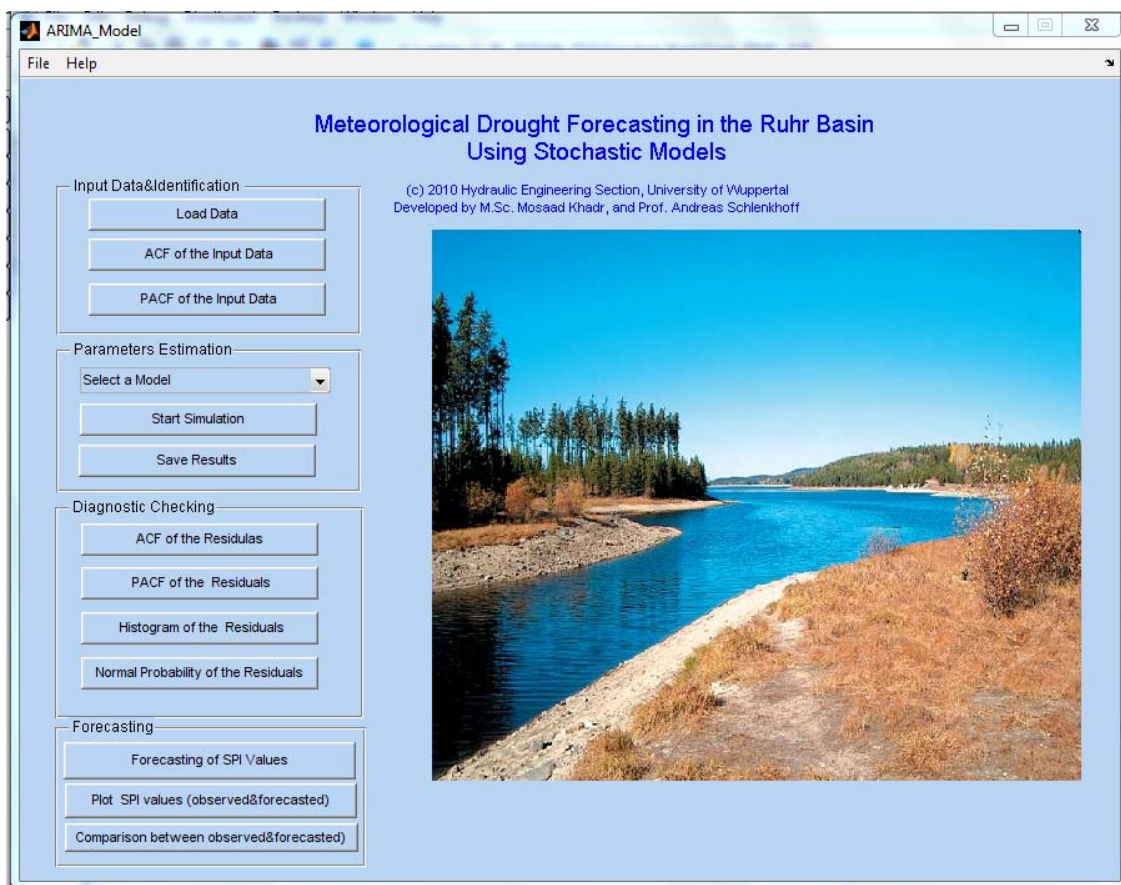 ARIMA_Model
File Help
Meteorological Drought Forecasting in the Ruhr Basin
Using Stochastic Models
(c) 2010 Hydraulic Engineering Section, University of Wuppertal
Developed by M.Sc. Mosaad Khadr, and Prof. Andreas Schlenkhoff
Input Data&Identification
Load Data
ACF of the Input Data
PACF of the Input Data
Parameters Estimation
Select a Model
Start Simulation
Save Results
Diagnostic Checking
ACF of the Residulas
PACF of the Residuals
Histogram of the Residuals
Normal Probability of the Residuals
Forecasting
Forecasting of SPI Values
Plot SPI values (observed&forecasted)
Comparison between observed&forecasted)